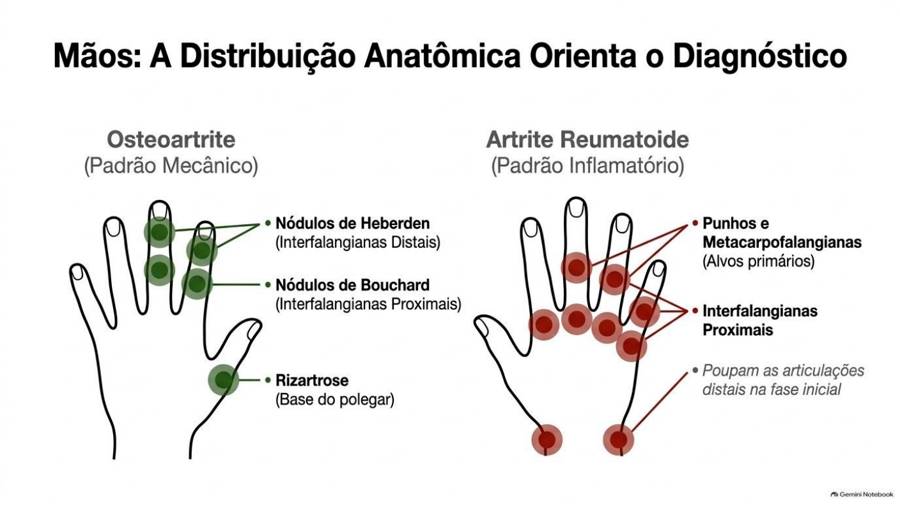 Mãos: A Distribuição Anatômica Orienta o Diagnóstico
Osteoartrite
(Padrão Mecânico)
• Nódulos de Heberden
(Interfalangianas Distais)
• Nódulos de Bouchard
(Interfalangianas Proximais)
• Rizartrose
(Base do polegar)
Artrite Reumatoide
(Padrão Inflamatório)
• Punhos e
Metacarpofalangianas
(Alvos primários)
• Interfalangianas
Proximais
• Poupam as articulações
distais na fase inicial
Gemini Notebook